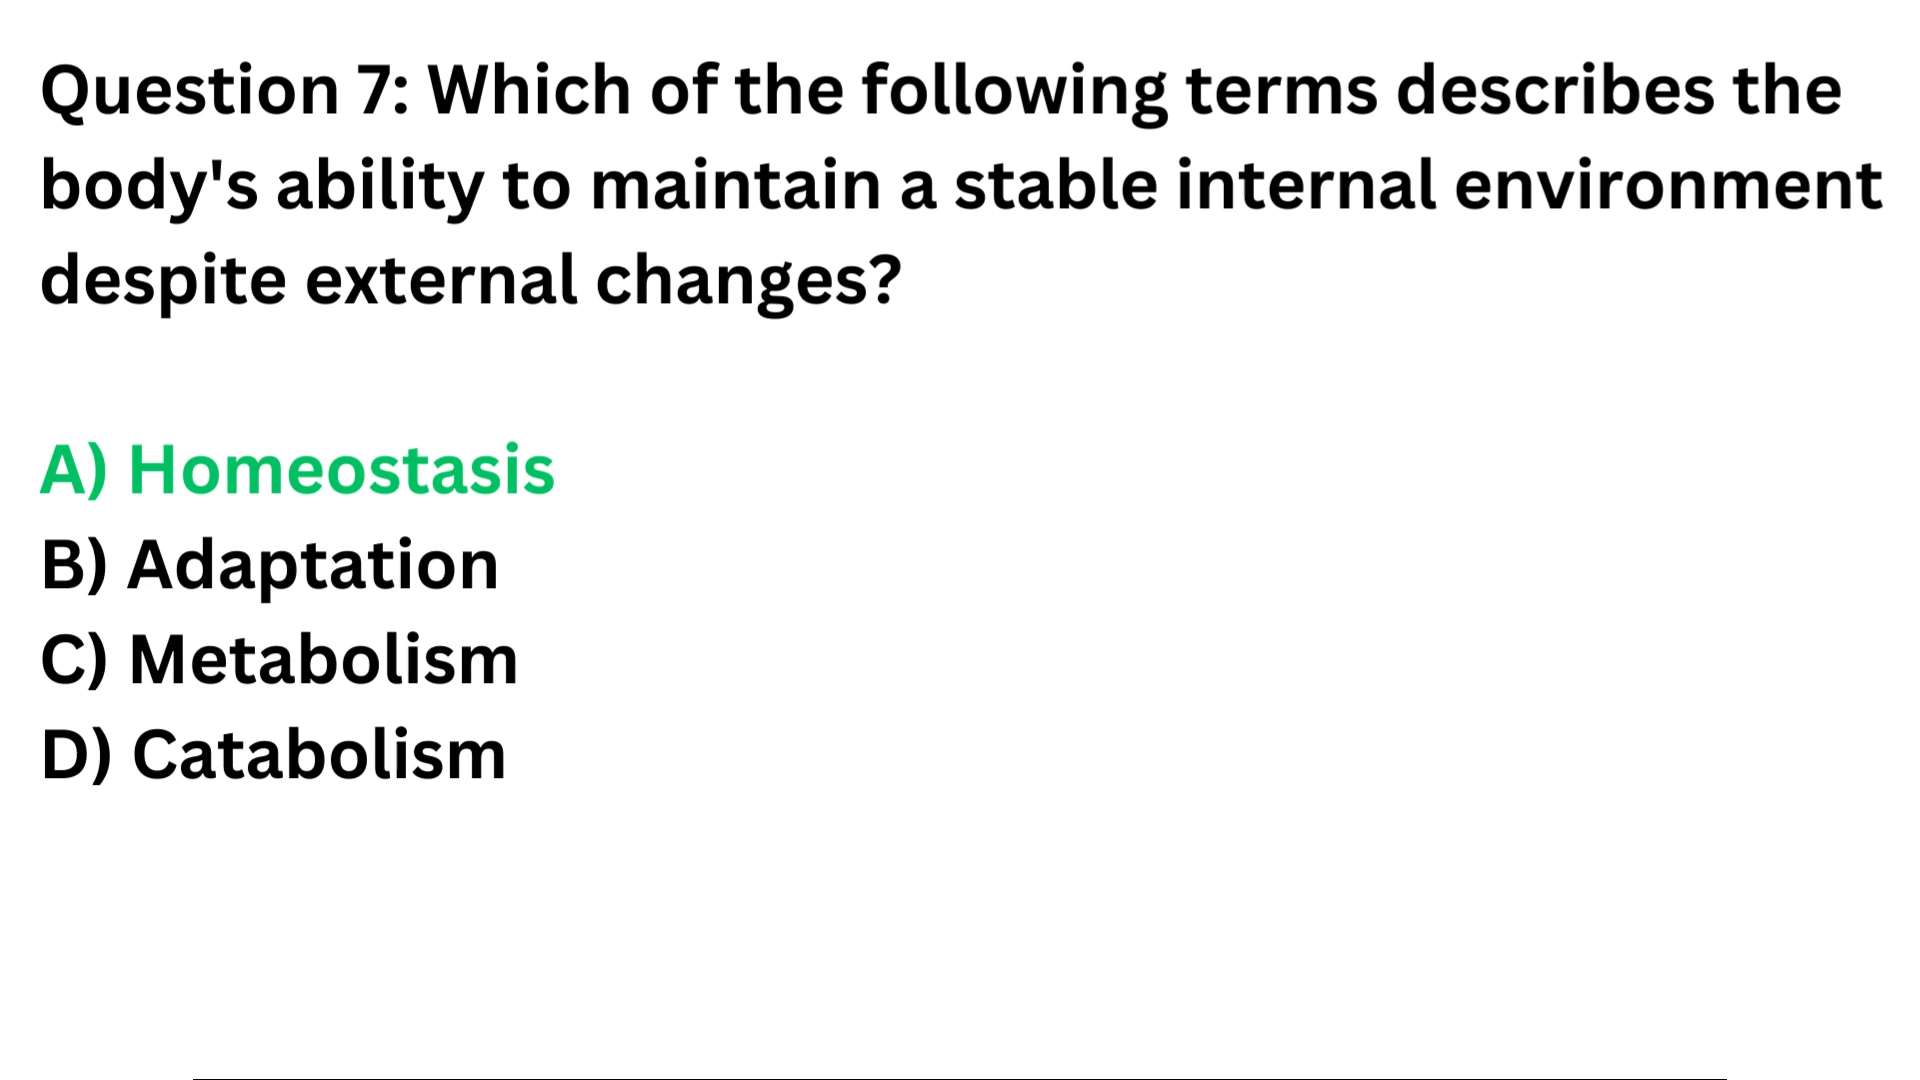 Question 7: Which of the following terms describes the
body's ability to maintain a stable internal environment
despite external changes?
A) Homeostasis
B) Adaptation
C) Metabolism
D) Catabolism